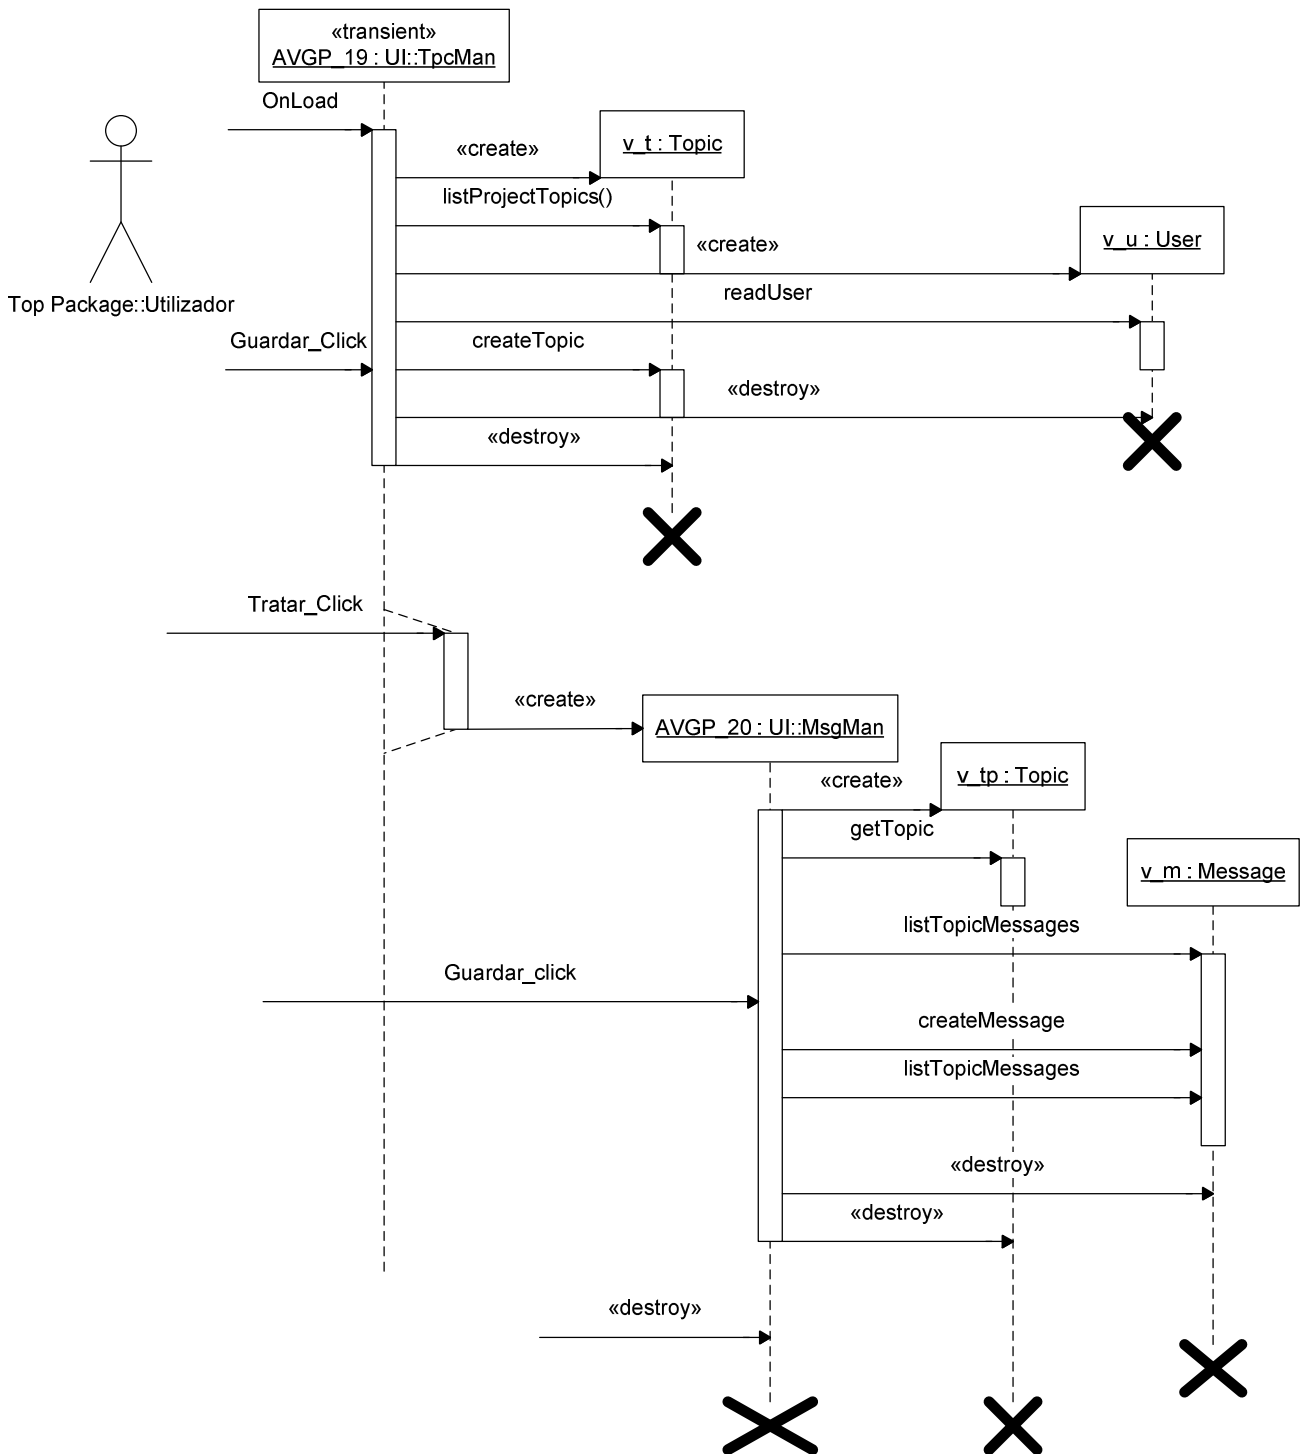 «transient»
AVGP_19 : UI::TpcMan
OnLoad
v_t : Topic
«create»
listProjectTopics()
v_u : User
«create»
readUser
Top Package::Utilizador
Guardar_Click
createTopic
«destroy»
«destroy»
Tratar_Click
«create»
AVGP_20 : UI::MsgMan
«create»
v_tp : Topic
getTopic
v_m : Message
listTopicMessages
Guardar_click
createMessage
listTopicMessages
«destroy»
«destroy»
«destroy»